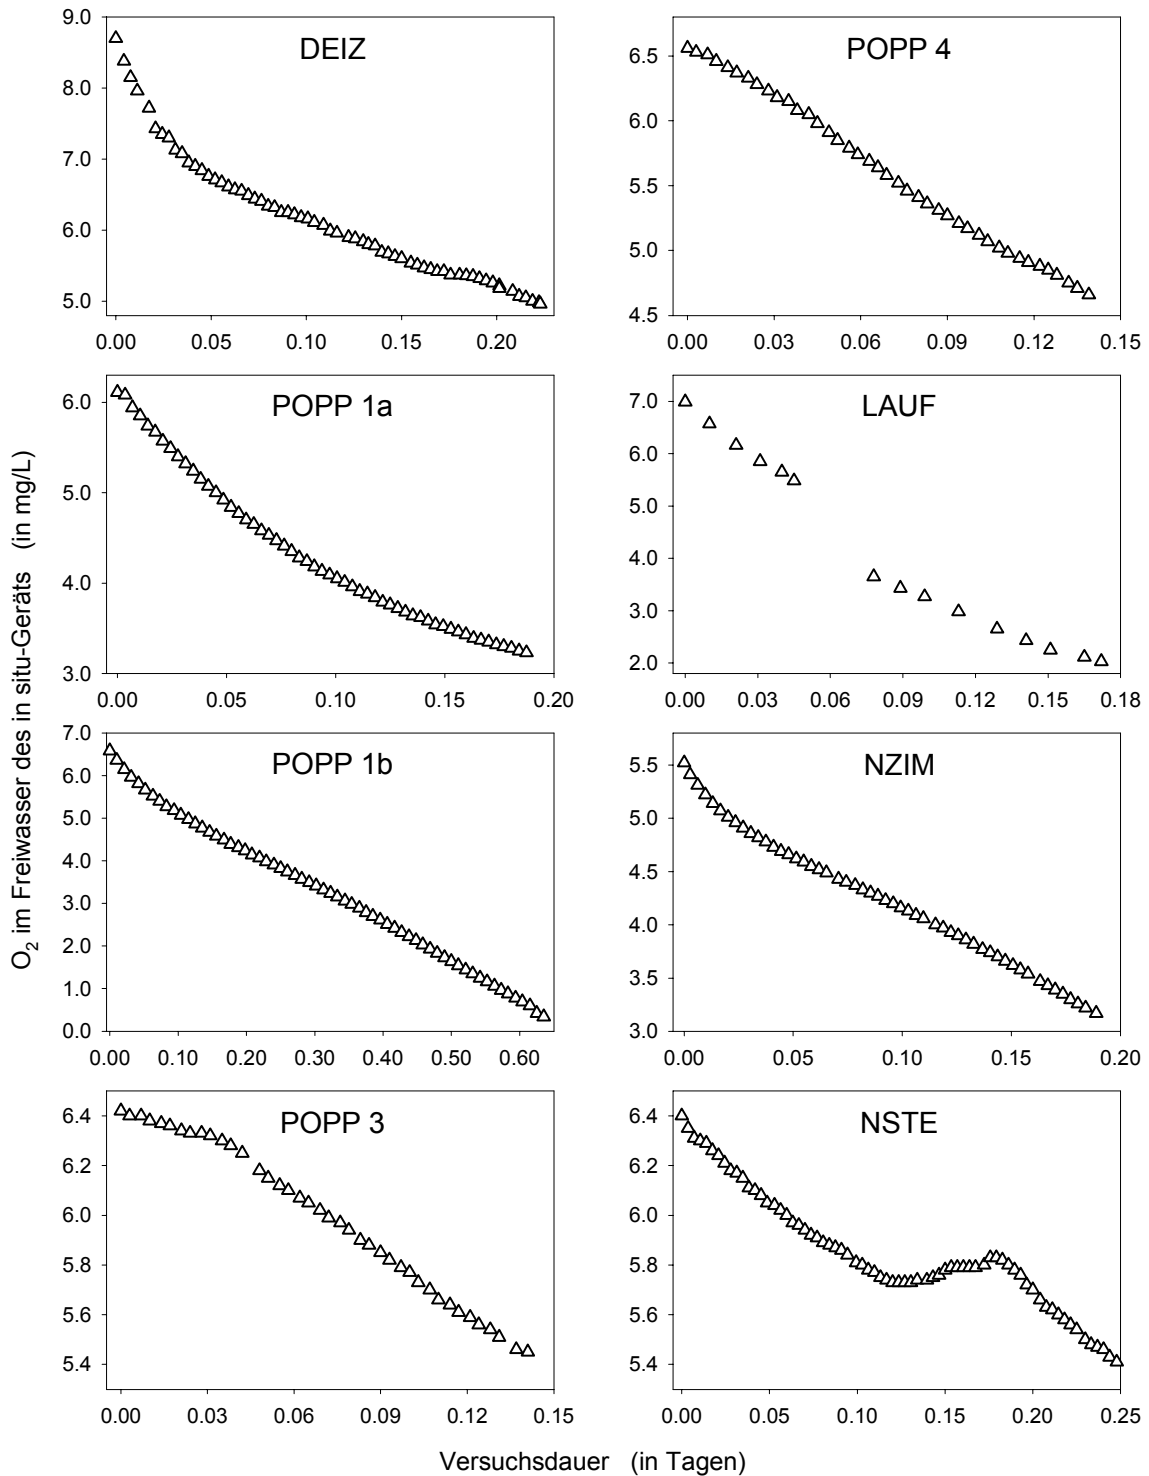 O2 im Freiwasser des in situ-Geräts (in mg/L)
DEIZ
9.0
8.0
7.0
6.0
5.0
0.00 0.05 0.10 0.15 0.20
POPP 4
6.5
6.0
5.5
5.0
4.5
0.00 0.03 0.06 0.09 0.12 0.15
POPP 1a
6.0
5.0
4.0
3.0
0.00 0.05 0.10 0.15 0.20
LAUF
7.0
6.0
5.0
4.0
3.0
2.0
0.00 0.03 0.06 0.09 0.12 0.15 0.18
POPP 1b
7.0
6.0
5.0
4.0
3.0
2.0
1.0
0.0
0.00 0.10 0.20 0.30 0.40 0.50 0.60
NZIM
5.5
5.0
4.5
4.0
3.5
3.0
0.00 0.05 0.10 0.15 0.20
POPP 3
6.4
6.2
6.0
5.8
5.6
5.4
0.00 0.03 0.06 0.09 0.12 0.15
NSTE
6.4
6.2
6.0
5.8
5.6
5.4
0.00 0.05 0.10 0.15 0.20 0.25
Versuchsdauer (in Tagen)